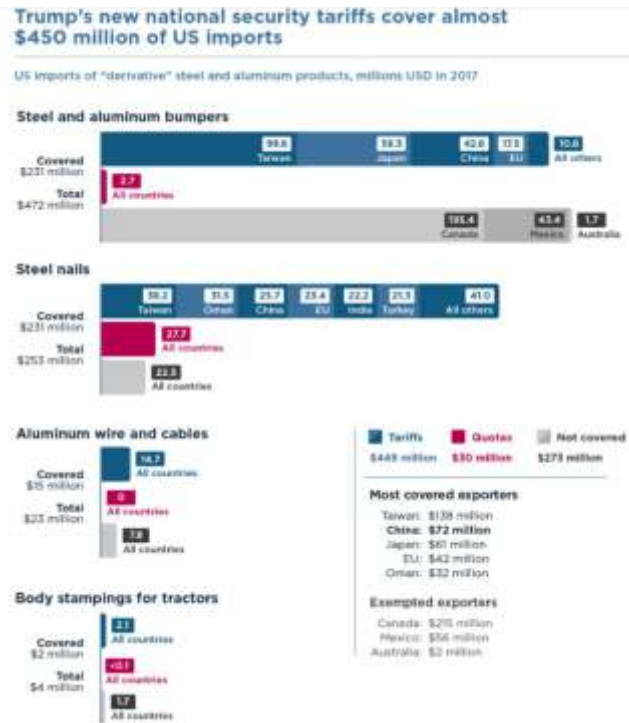 Trump's new national security tariffs cover almost
$450 million of US imports
US imports of "derivative" steel and aluminum products, millions USD in 2017
Steel and aluminum bumpers
Covered
$231 million
Total
$472 million
99.8
Taiwan
58.3
Japan
42.8
China
17.5
EU
10.8
All others
2.7
All countries
195.4
Canada
43.4
Mexico
1.7
Australia
Steel nails
Covered
$231 million
Total
$253 million
38.2
Taiwan
31.5
Oman
25.7
China
23.4
EU
22.2
India
21.3
Turkey
41.0
All others
27.7
All countries
22.5
All countries
Aluminum wire and cables
Covered
$15 million
Total
$23 million
14.7
All countries
0
All countries
7.8
All countries
Tariffs
$449 million
Quotas
$30 million
Not covered
$273 million
Most covered exporters
Taiwan: $138 million
China: $72 million
Japan: $61 million
EU: $42 million
Oman: $32 million
Exempted exporters
Canada: $215 million
Mexico: $56 million
Australia: $2 million
Body stampings for tractors
Covered
$2 million
Total
$4 million
2.1
All countries
<0.1
All countries
1.7
All countries